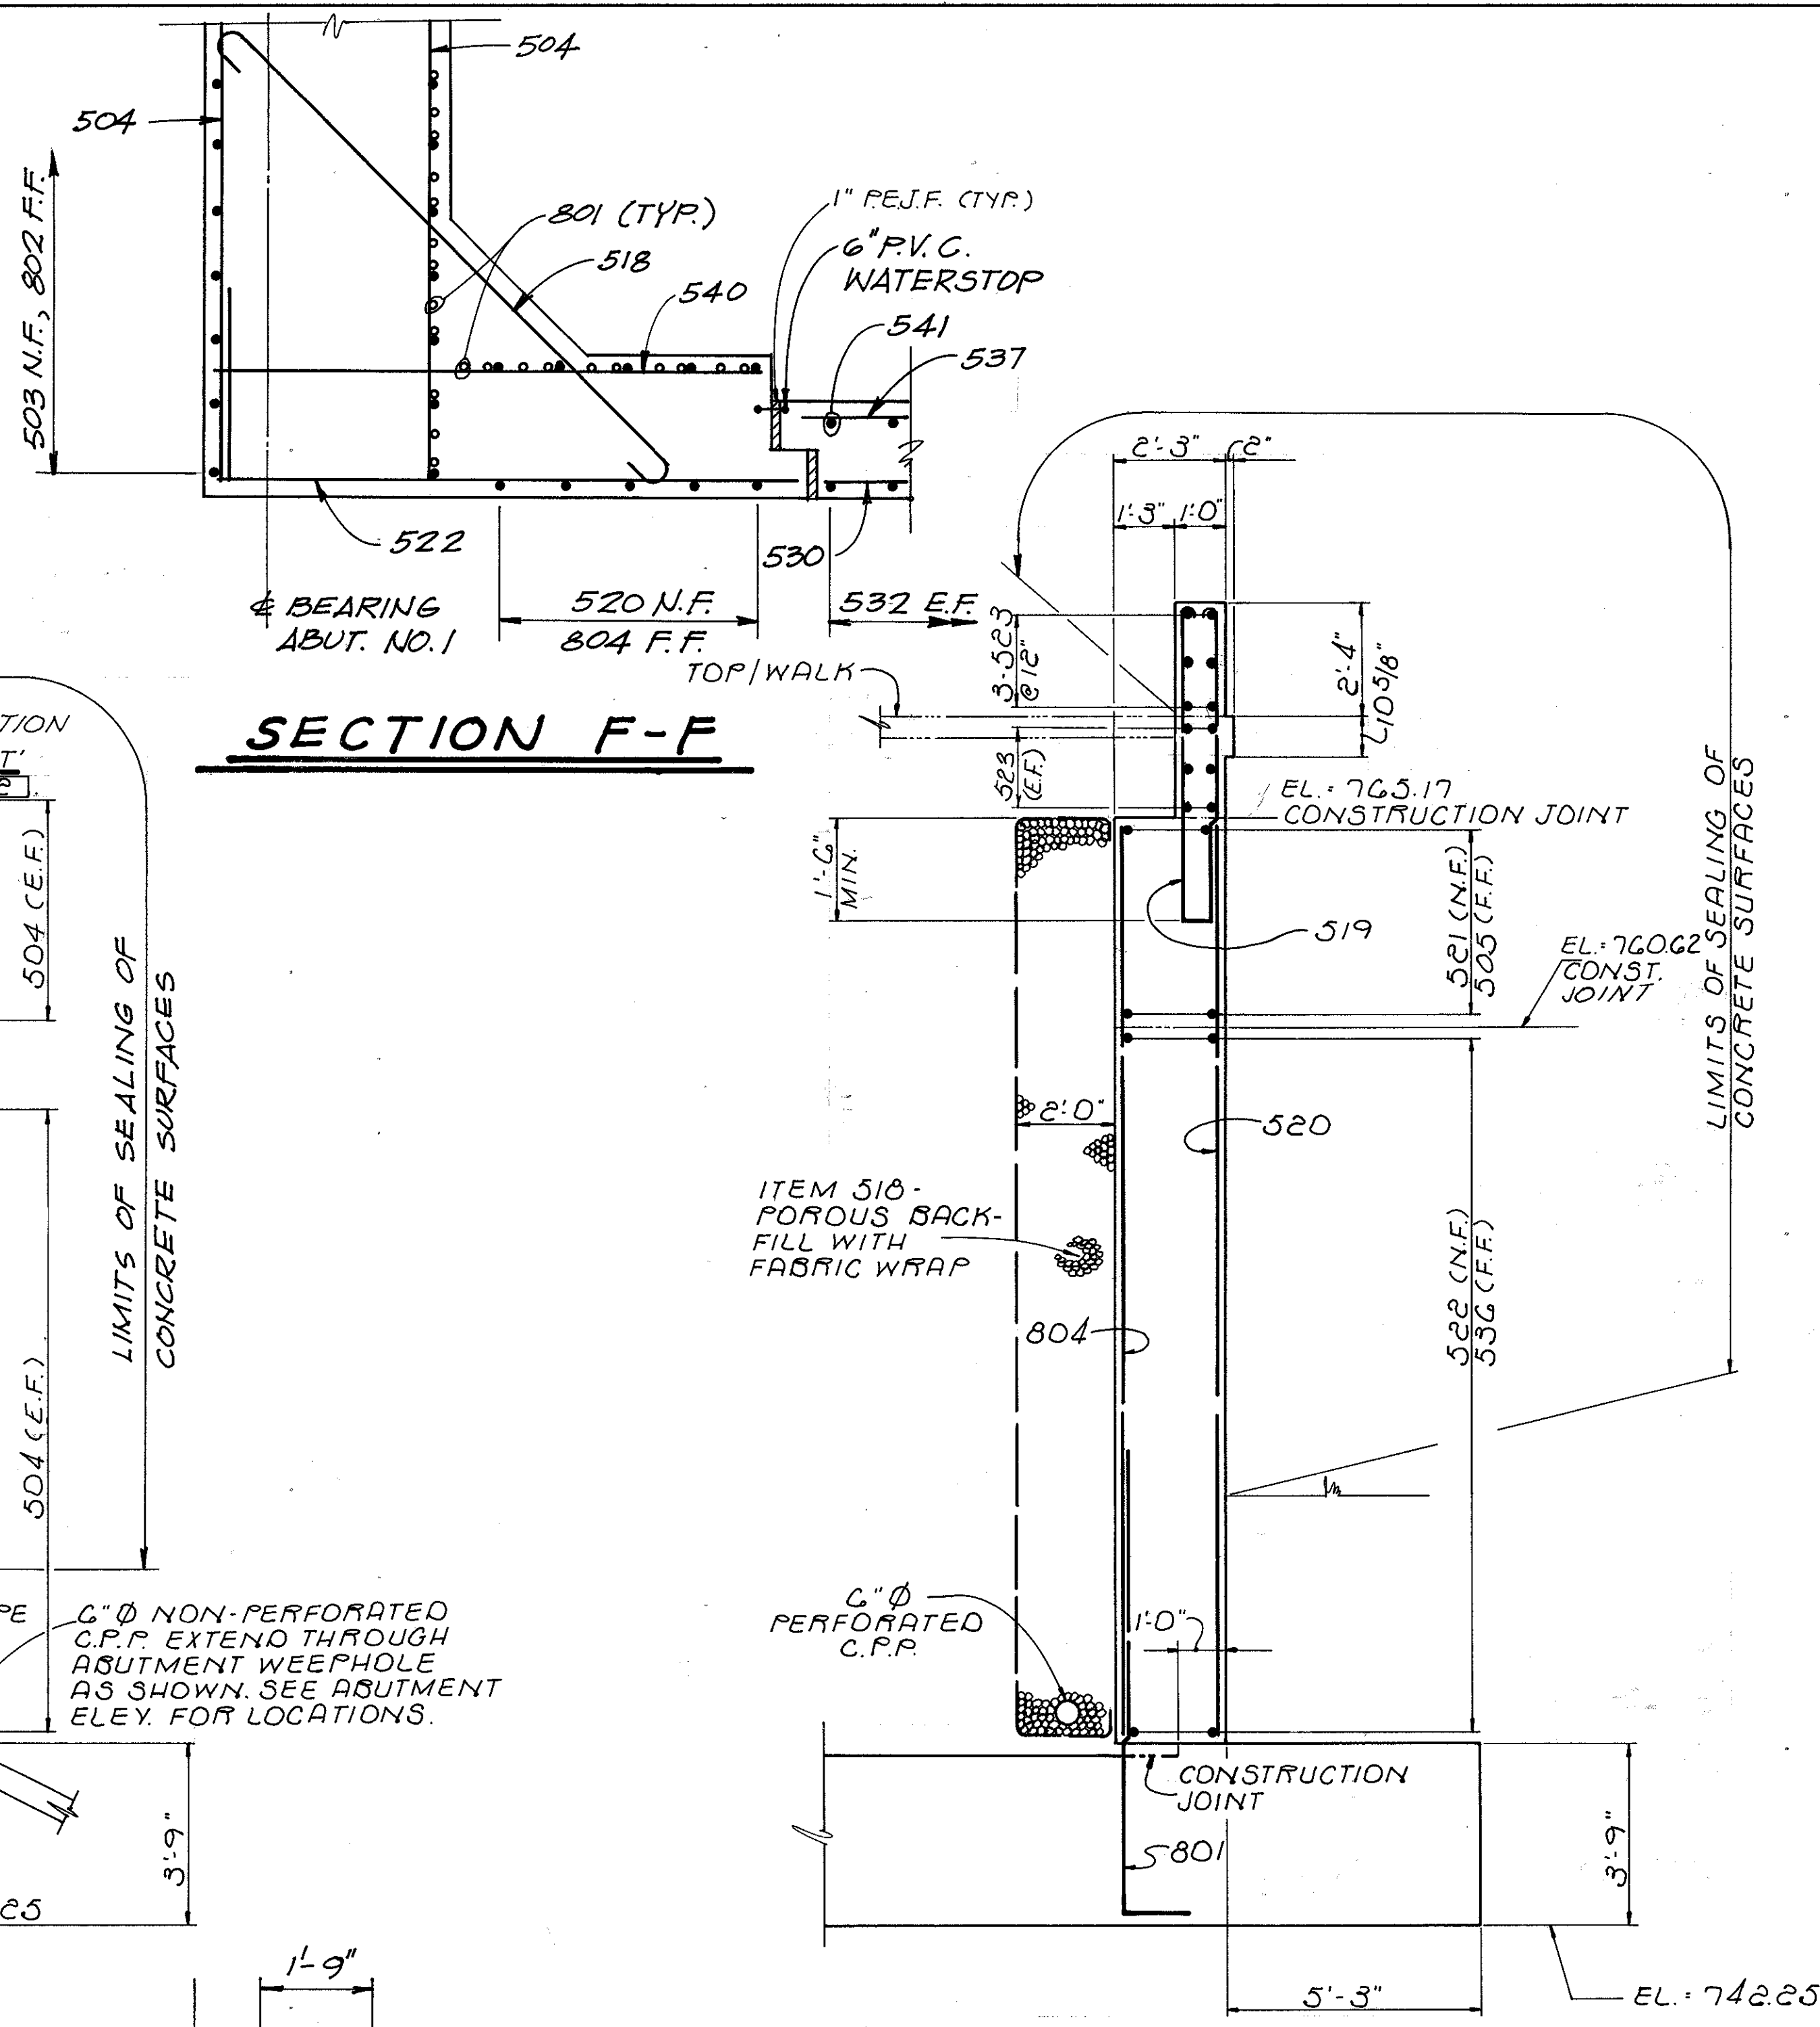 504
504
503 N.F., 802 F.F.
801 (TYP.)
518
540
1" P.E.J.F. (TYP.)
6" P.V.C.
WATERSTOP
541
537
522
530
℄ BEARING
ABUT. NO. 1
520 N.F.
804 F.F.
532 E.F.
SECTION F-F
TION
T'
504 (E.F.)
LIMITS OF SEALING OF
CONCRETE SURFACES
504 (E.F.)
PE
6"Ø NON-PERFORATED
C.P.P. EXTEND THROUGH
ABUTMENT WEEPHOLE
AS SHOWN. SEE ABUTMENT
ELEV. FOR LOCATIONS.
3'-9"
25
1'-9"
2'-3"
2"
1'-3"
1'-0"
TOP/WALK
3-523
@ 12"
523
(E.F.)
2'-4"
10 5/8"
EL.= 765.17
CONSTRUCTION JOINT
1'-6"
MIN.
519
521 (N.F.)
505 (F.F.)
EL.= 760.62
CONST.
JOINT
LIMITS OF SEALING OF
CONCRETE SURFACES
2'-0"
520
ITEM 518-
POROUS BACK-
FILL WITH
FABRIC WRAP
804
522 (N.F.)
536 (F.F.)
6"Ø
PERFORATED
C.P.P.
1'-0"
CONSTRUCTION
JOINT
801
3'-9"
5'-3"
EL.= 742.25